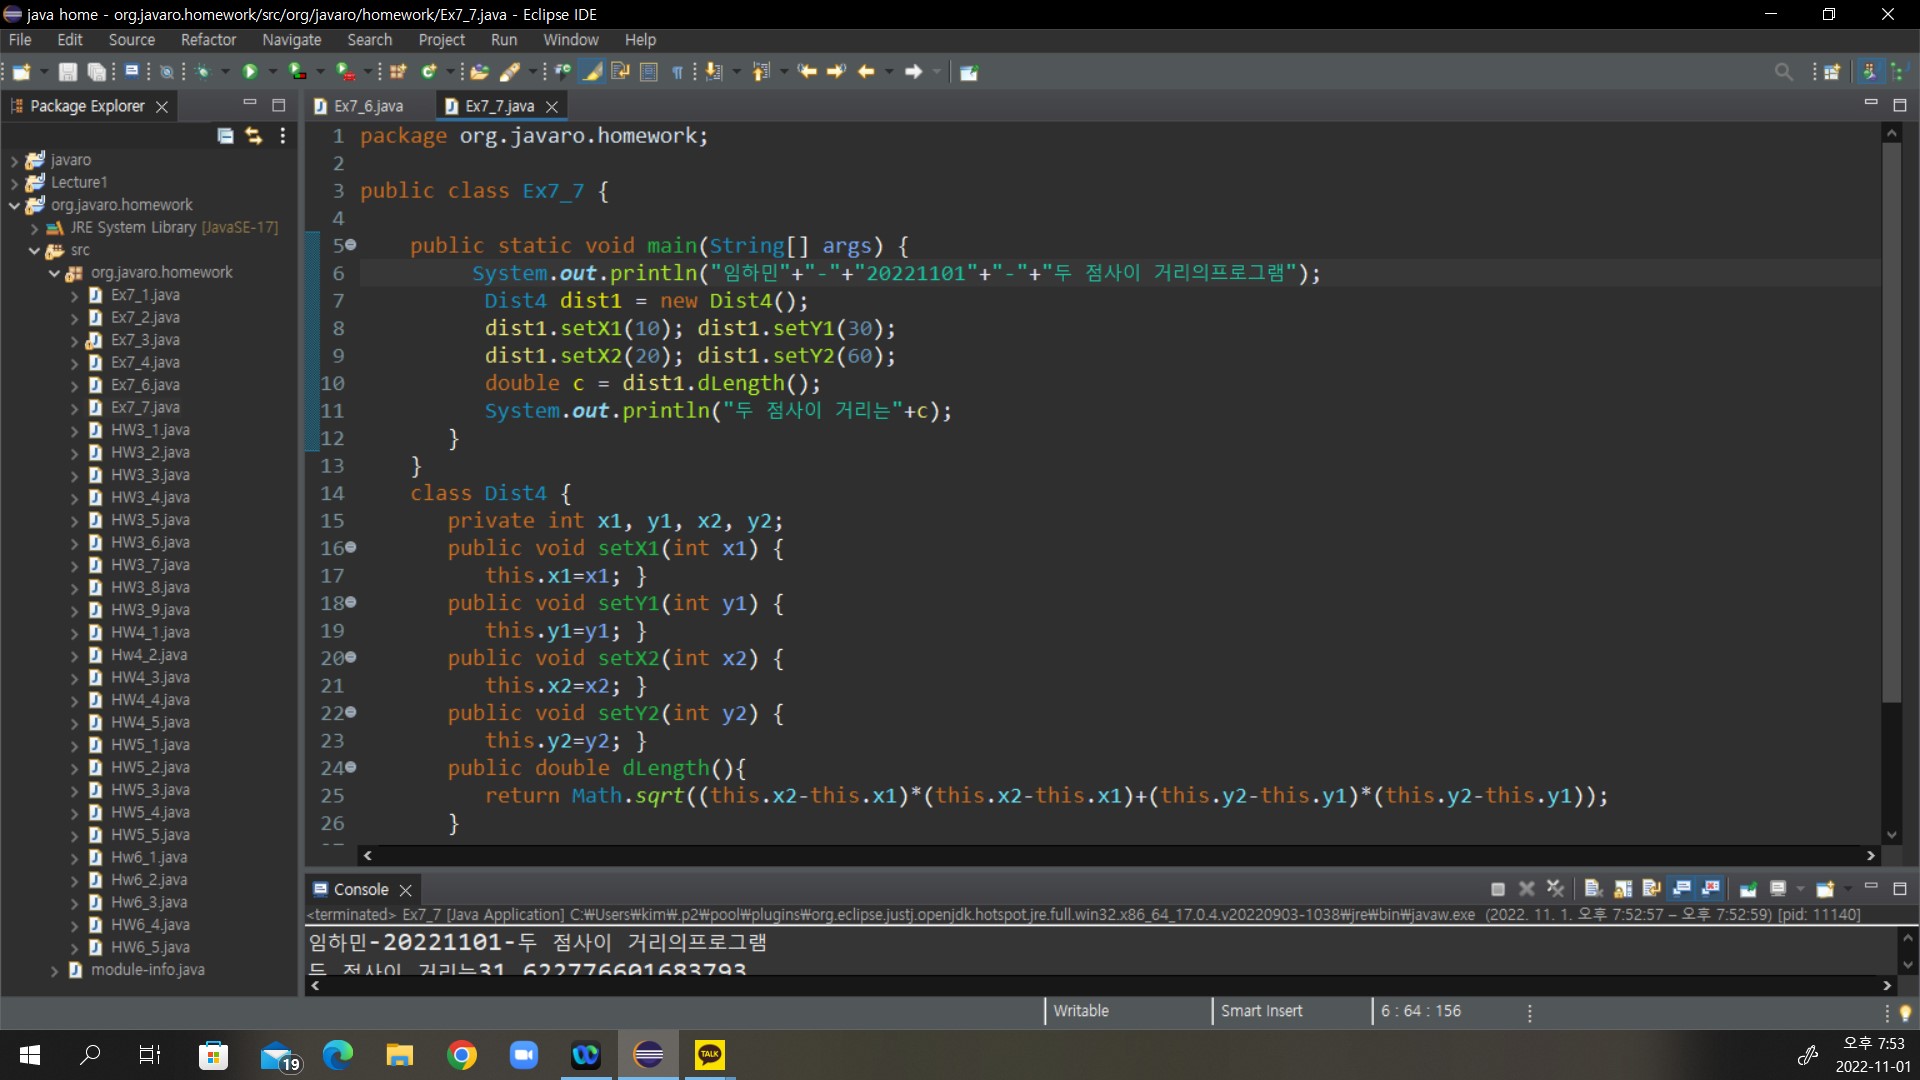 java home - org.javaro.homework/src/org/javaro/homework/Ex7_7.java - Eclipse IDE
File Edit Source Refactor Navigate Search Project Run Window Help
Package Explorer
Ex7_6.java
Ex7_7.java
javaro
Lecture1
org.javaro.homework
JRE System Library [JavaSE-17]
src
org.javaro.homework
Ex7_1.java
Ex7_2.java
Ex7_3.java
Ex7_4.java
Ex7_6.java
Ex7_7.java
HW3_1.java
HW3_2.java
HW3_3.java
HW3_4.java
HW3_5.java
HW3_6.java
HW3_7.java
HW3_8.java
HW3_9.java
HW4_1.java
Hw4_2.java
HW4_3.java
HW4_4.java
HW4_5.java
HW5_1.java
HW5_2.java
HW5_3.java
HW5_4.java
HW5_5.java
Hw6_1.java
Hw6_2.java
Hw6_3.java
HW6_4.java
HW6_5.java
module-info.java
1 package org.javaro.homework;
2
3 public class Ex7_7 {
4
5 public static void main(String[] args) {
6 System.out.println("임하민"+"-"+"20221101"+"-"+"두 점사이 거리의프로그램");
7 Dist4 dist1 = new Dist4();
8 dist1.setX1(10); dist1.setY1(30);
9 dist1.setX2(20); dist1.setY2(60);
10 double c = dist1.dLength();
11 System.out.println("두 점사이 거리는"+c);
12 }
13 }
14 class Dist4 {
15 private int x1, y1, x2, y2;
16 public void setX1(int x1) {
17 this.x1=x1; }
18 public void setY1(int y1) {
19 this.y1=y1; }
20 public void setX2(int x2) {
21 this.x2=x2; }
22 public void setY2(int y2) {
23 this.y2=y2; }
24 public double dLength(){
25 return Math.sqrt((this.x2-this.x1)*(this.x2-this.x1)+(this.y2-this.y1)*(this.y2-this.y1));
26 }
Console
<terminated> Ex7_7 [Java Application] C:₩Users₩kim₩.p2₩pool₩plugins₩org.eclipse.justj.openjdk.hotspot.jre.full.win32.x86_64_17.0.4.v20220903-1038₩jre₩bin₩javaw.exe (2022. 11. 1. 오후 7:52:57 – 오후 7:52:59) [pid: 11140]
임하민-20221101-두 점사이 거리의프로그램
두 점사이 거리는31.622776601683793
Writable
Smart Insert
6 : 64 : 156
19
TALK
오후 7:53
2022-11-01